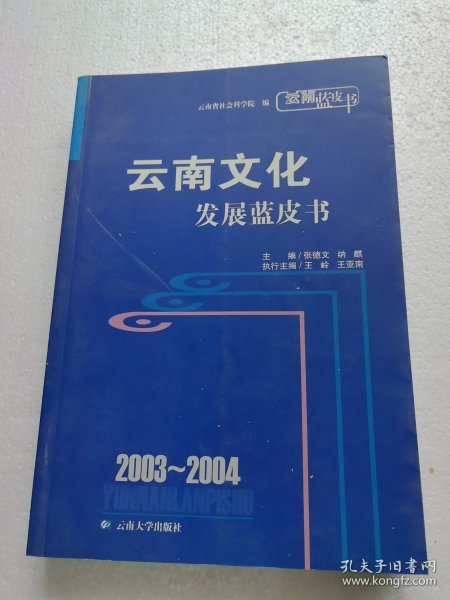 云南省社会科学院 编 云南蓝皮书
云南文化
发展蓝皮书
主 编/张德文 纳 麒
执行主编/王 岭 王亚南
2003~2004
YUNNANLANPISHU
云南大学出版社
孔夫子旧书网
www.kongfz.com